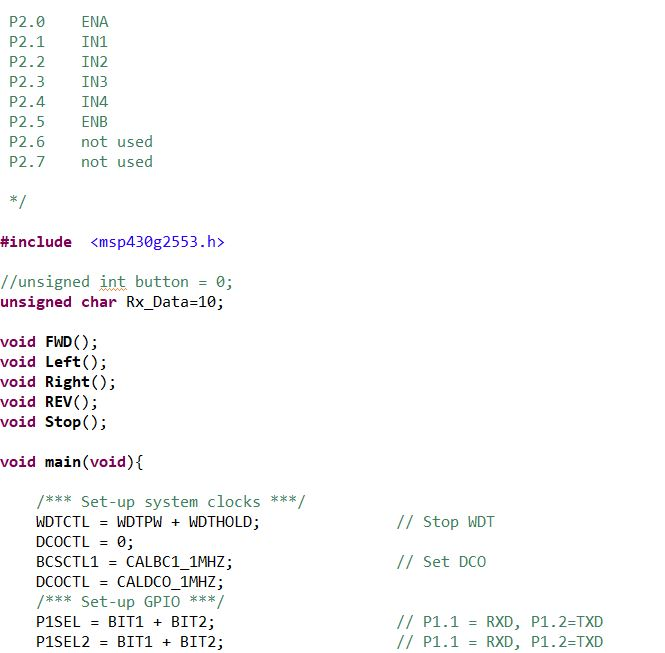 P2.0    ENA
P2.1    IN1
P2.2    IN2
P2.3    IN3
P2.4    IN4
P2.5    ENB
P2.6    not used
P2.7    not used
*/
#include  <msp430g2553.h>
//unsigned int button = 0;
unsigned char Rx_Data=10;
void FWD();
void Left();
void Right();
void REV();
void Stop();
void main(void){
/*** Set-up system clocks ***/
WDTCTL = WDTPW + WDTHOLD;                // Stop WDT
DCOCTL = 0;
BCSCTL1 = CALBC1_1MHZ;                   // Set DCO
DCOCTL = CALDCO_1MHZ;
/*** Set-up GPIO ***/
P1SEL = BIT1 + BIT2;                     // P1.1 = RXD, P1.2=TXD
P1SEL2 = BIT1 + BIT2;                    // P1.1 = RXD, P1.2=TXD